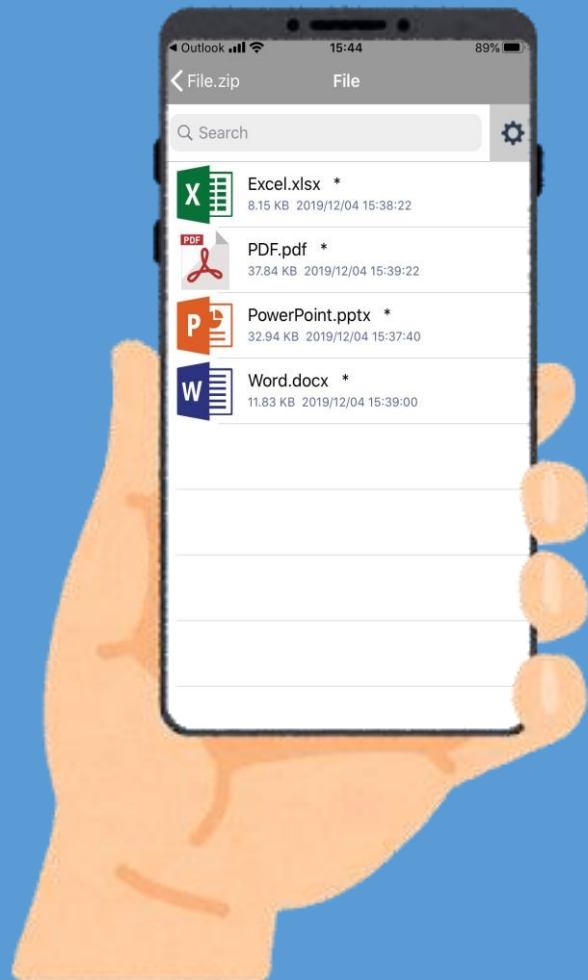 ◀ Outlook 15:44 89%
File.zip File
Search
Excel.xlsx *
8.15 KB 2019/12/04 15:38:22
PDF
PDF.pdf *
37.84 KB 2019/12/04 15:39:22
PowerPoint.pptx *
32.94 KB 2019/12/04 15:37:40
Word.docx *
11.83 KB 2019/12/04 15:39:00